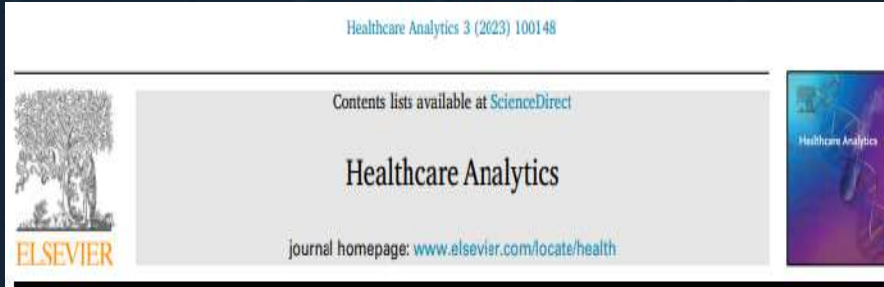 Healthcare Analytics 3 (2023) 100148
Contents lists available at ScienceDirect
Healthcare Analytics
journal homepage: www.elsevier.com/locate/health
ELSEVIER
Healthcare Analytics